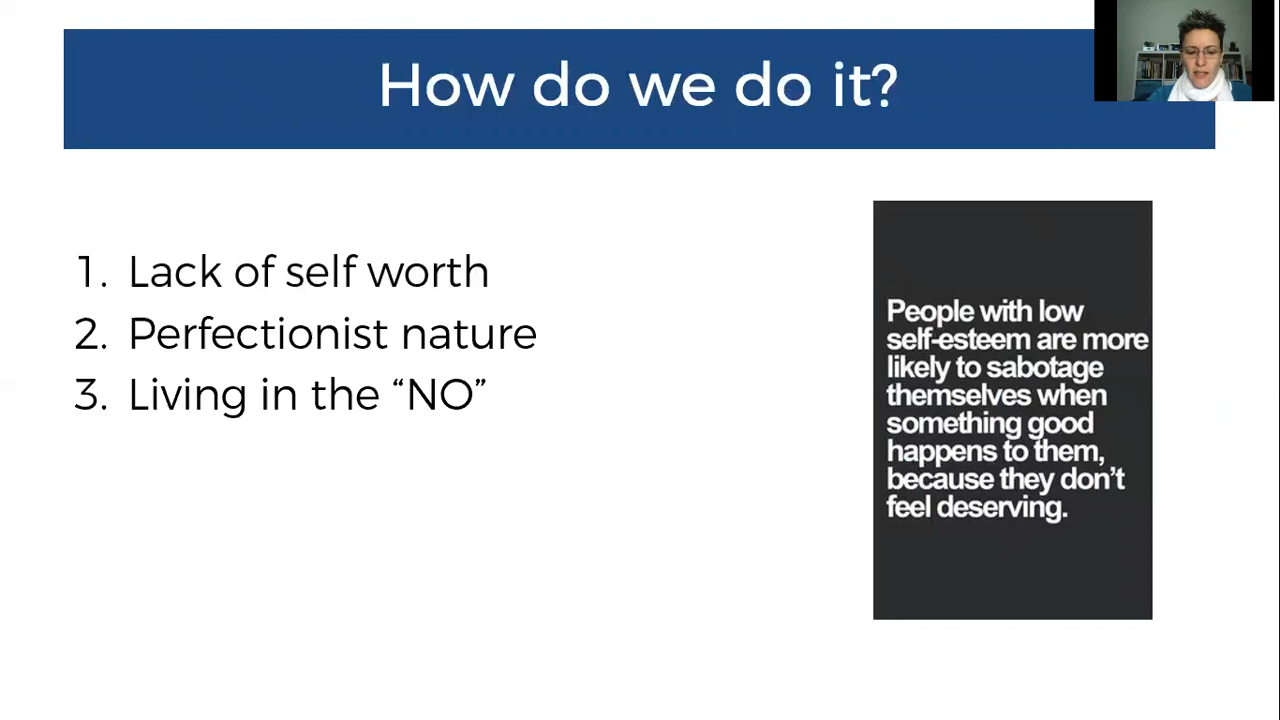 How do we do it?
1. Lack of self worth
2. Perfectionist nature
3. Living in the “NO”
People with low
self-esteem are more
likely to sabotage
themselves when
something good
happens to them,
because they don’t
feel deserving.